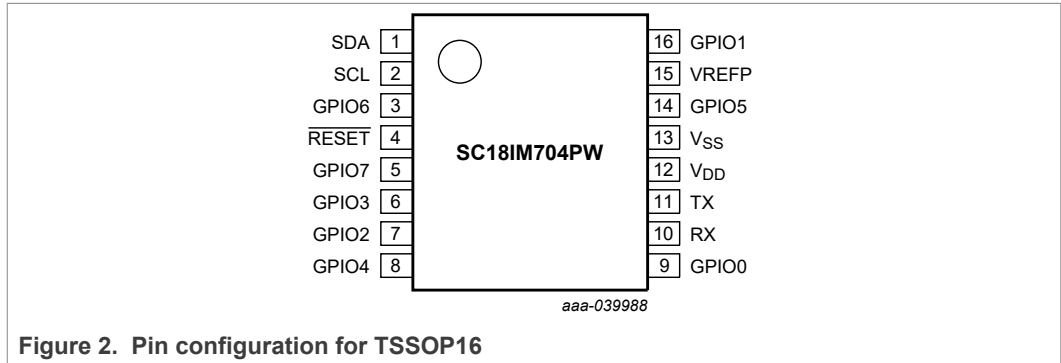 SDA 1 16 GPIO1
SCL 2 15 VREFP
GPIO6 3 14 GPIO5
RESET 4 13 VSS
SC18IM704PW
GPIO7 5 12 VDD
GPIO3 6 11 TX
GPIO2 7 10 RX
GPIO4 8 9 GPIO0
aaa-039988
Figure 2. Pin configuration for TSSOP16